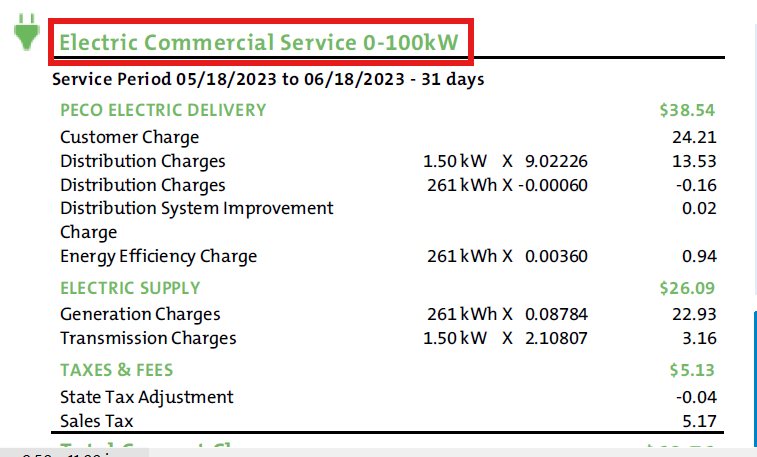 Electric Commercial Service 0-100kW
Service Period 05/18/2023 to 06/18/2023 - 31 days
PECO ELECTRIC DELIVERY $38.54
Customer Charge 24.21
Distribution Charges 1.50 kW X 9.02226 13.53
Distribution Charges 261 kWh X -0.00060 -0.16
Distribution System Improvement 0.02
Charge
Energy Efficiency Charge 261 kWh X 0.00360 0.94
ELECTRIC SUPPLY $26.09
Generation Charges 261 kWh X 0.08784 22.93
Transmission Charges 1.50 kW X 2.10807 3.16
TAXES & FEES $5.13
State Tax Adjustment -0.04
Sales Tax 5.17